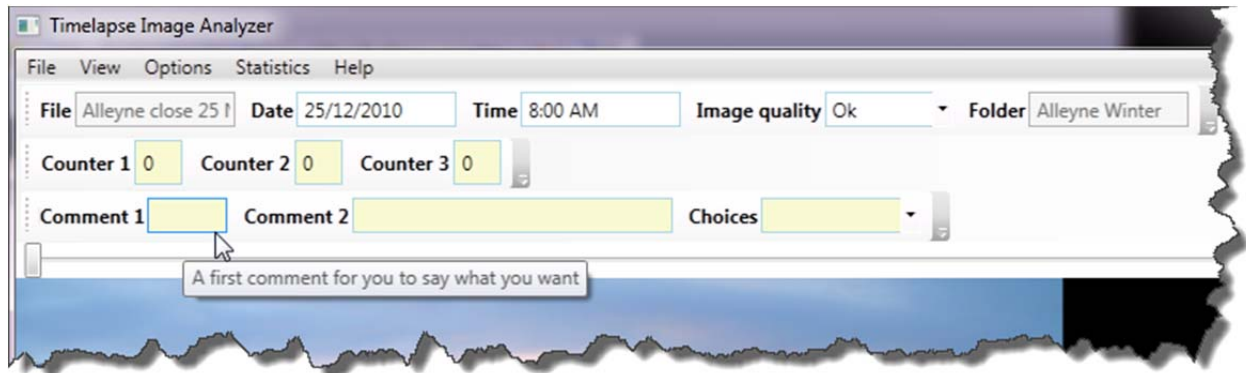 Timelapse Image Analyzer
File View Options Statistics Help
File Alleyne close 25 Date 25/12/2010 Time 8:00 AM Image quality Ok Folder Alleyne Winter
Counter 1 0 Counter 2 0 Counter 3 0
Comment 1 Comment 2 Choices
A first comment for you to say what you want